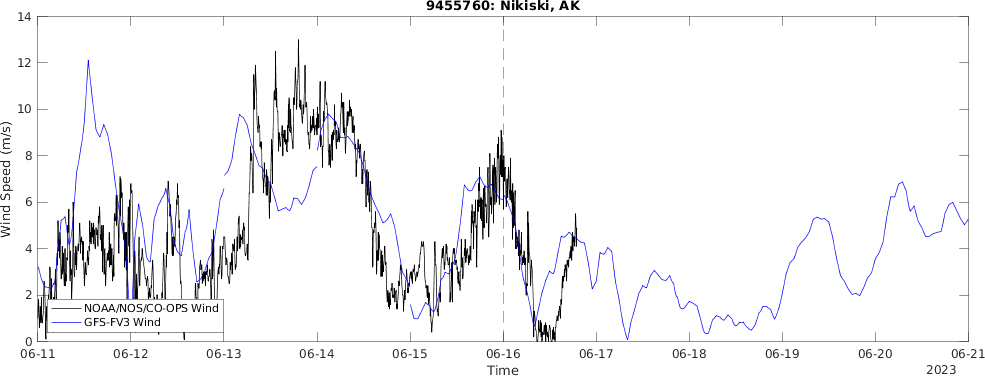 9455760: Nikiski, AK
Wind Speed (m/s)
14
12
10
8
6
4
2
0
NOAA/NOS/CO-OPS Wind
GFS-FV3 Wind
06-11 06-12 06-13 06-14 06-15 06-16 06-17 06-18 06-19 06-20 06-21
Time
2023